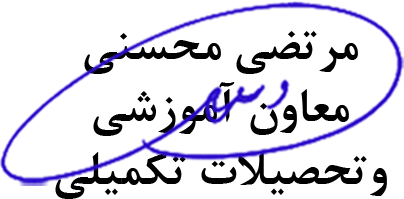 مرتضی محسنی
معاون آموزشی
وتحصیلات تکمیلی